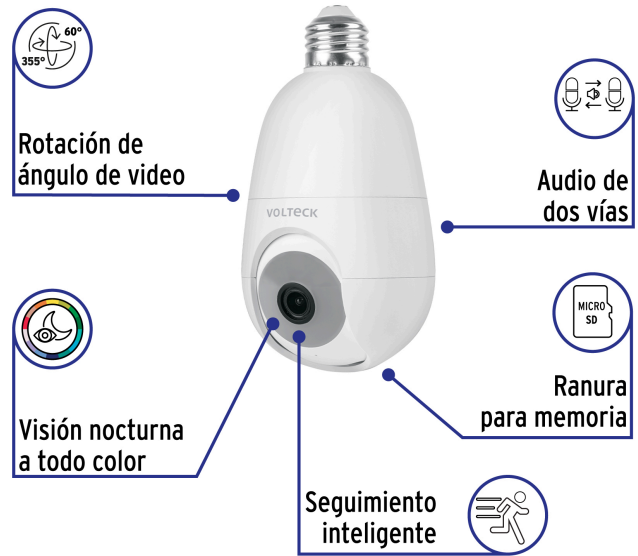 60°
355°
Rotación de
ángulo de video
VOLTECK
Audio de
dos vías
MICRO
SD
Ranura
para memoria
Visión nocturna
a todo color
Seguimiento
inteligente